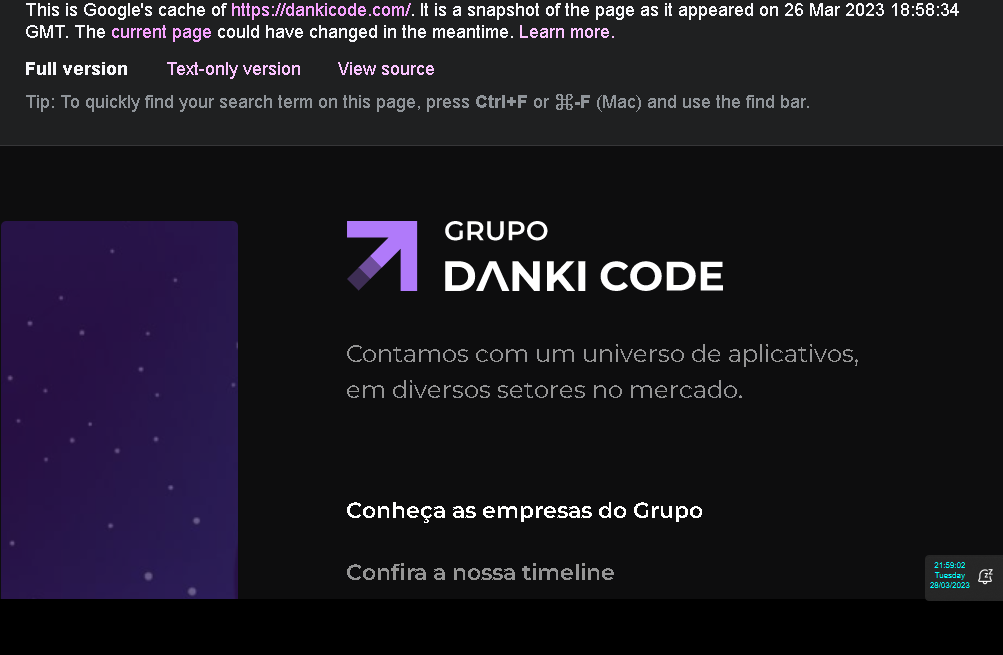 This is Google's cache of https://dankicode.com/. It is a snapshot of the page as it appeared on 26 Mar 2023 18:58:34
GMT. The current page could have changed in the meantime. Learn more.
Full version Text-only version View source
Tip: To quickly find your search term on this page, press Ctrl+F or ⌘-F (Mac) and use the find bar.
GRUPO
DANKI CODE
Contamos com um universo de aplicativos,
em diversos setores no mercado.
Conheça as empresas do Grupo
Confira a nossa timeline
21:59:02
Tuesday
28/03/2023